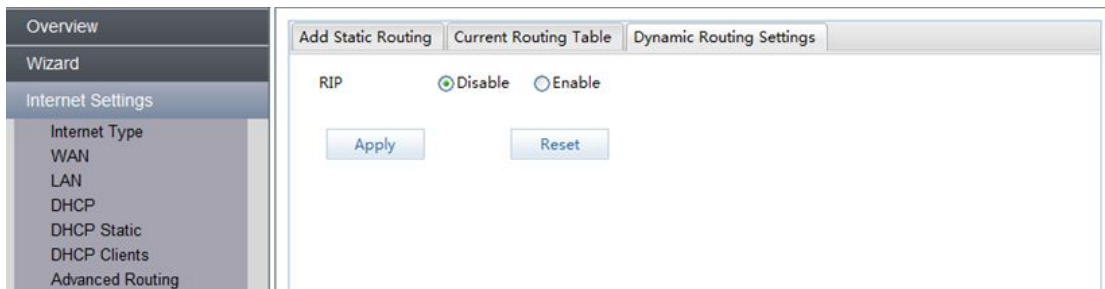 Overview
Wizard
Internet Settings
Internet Type
WAN
LAN
DHCP
DHCP Static
DHCP Clients
Advanced Routing
Add Static Routing Current Routing Table Dynamic Routing Settings
RIP Disable Enable
Apply Reset